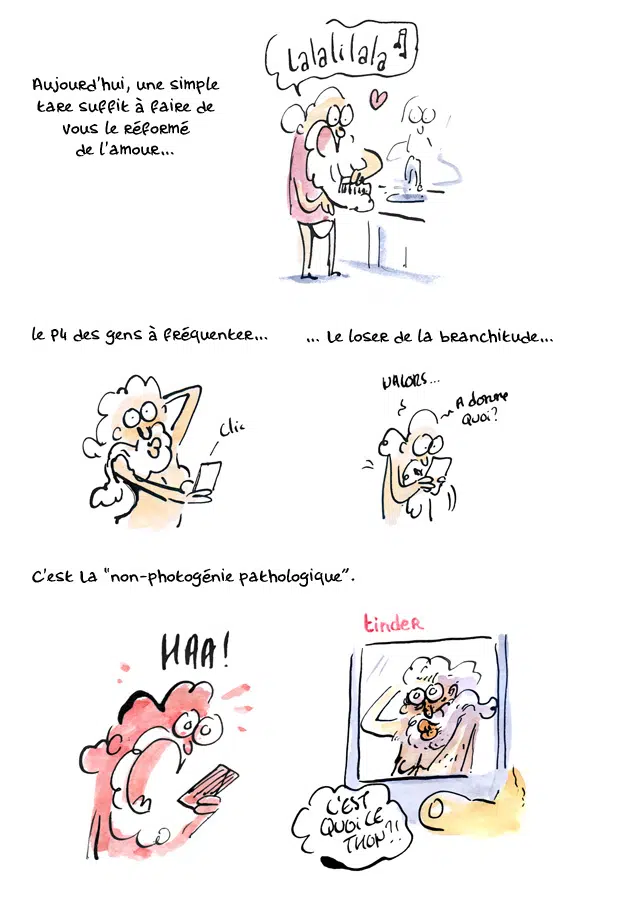 Lalalilala
Aujourd'hui, une simple
tare suffit à faire de
vous le réformé
de l'amour...
le P4 des gens à fréquenter...
... Le loser de la branchitude...
Clic
VALORS...
A donne
quoi?
C'est la "non-photogénie pathologique".
HAA!
tinder
C'EST
QUOI CE
THON?!